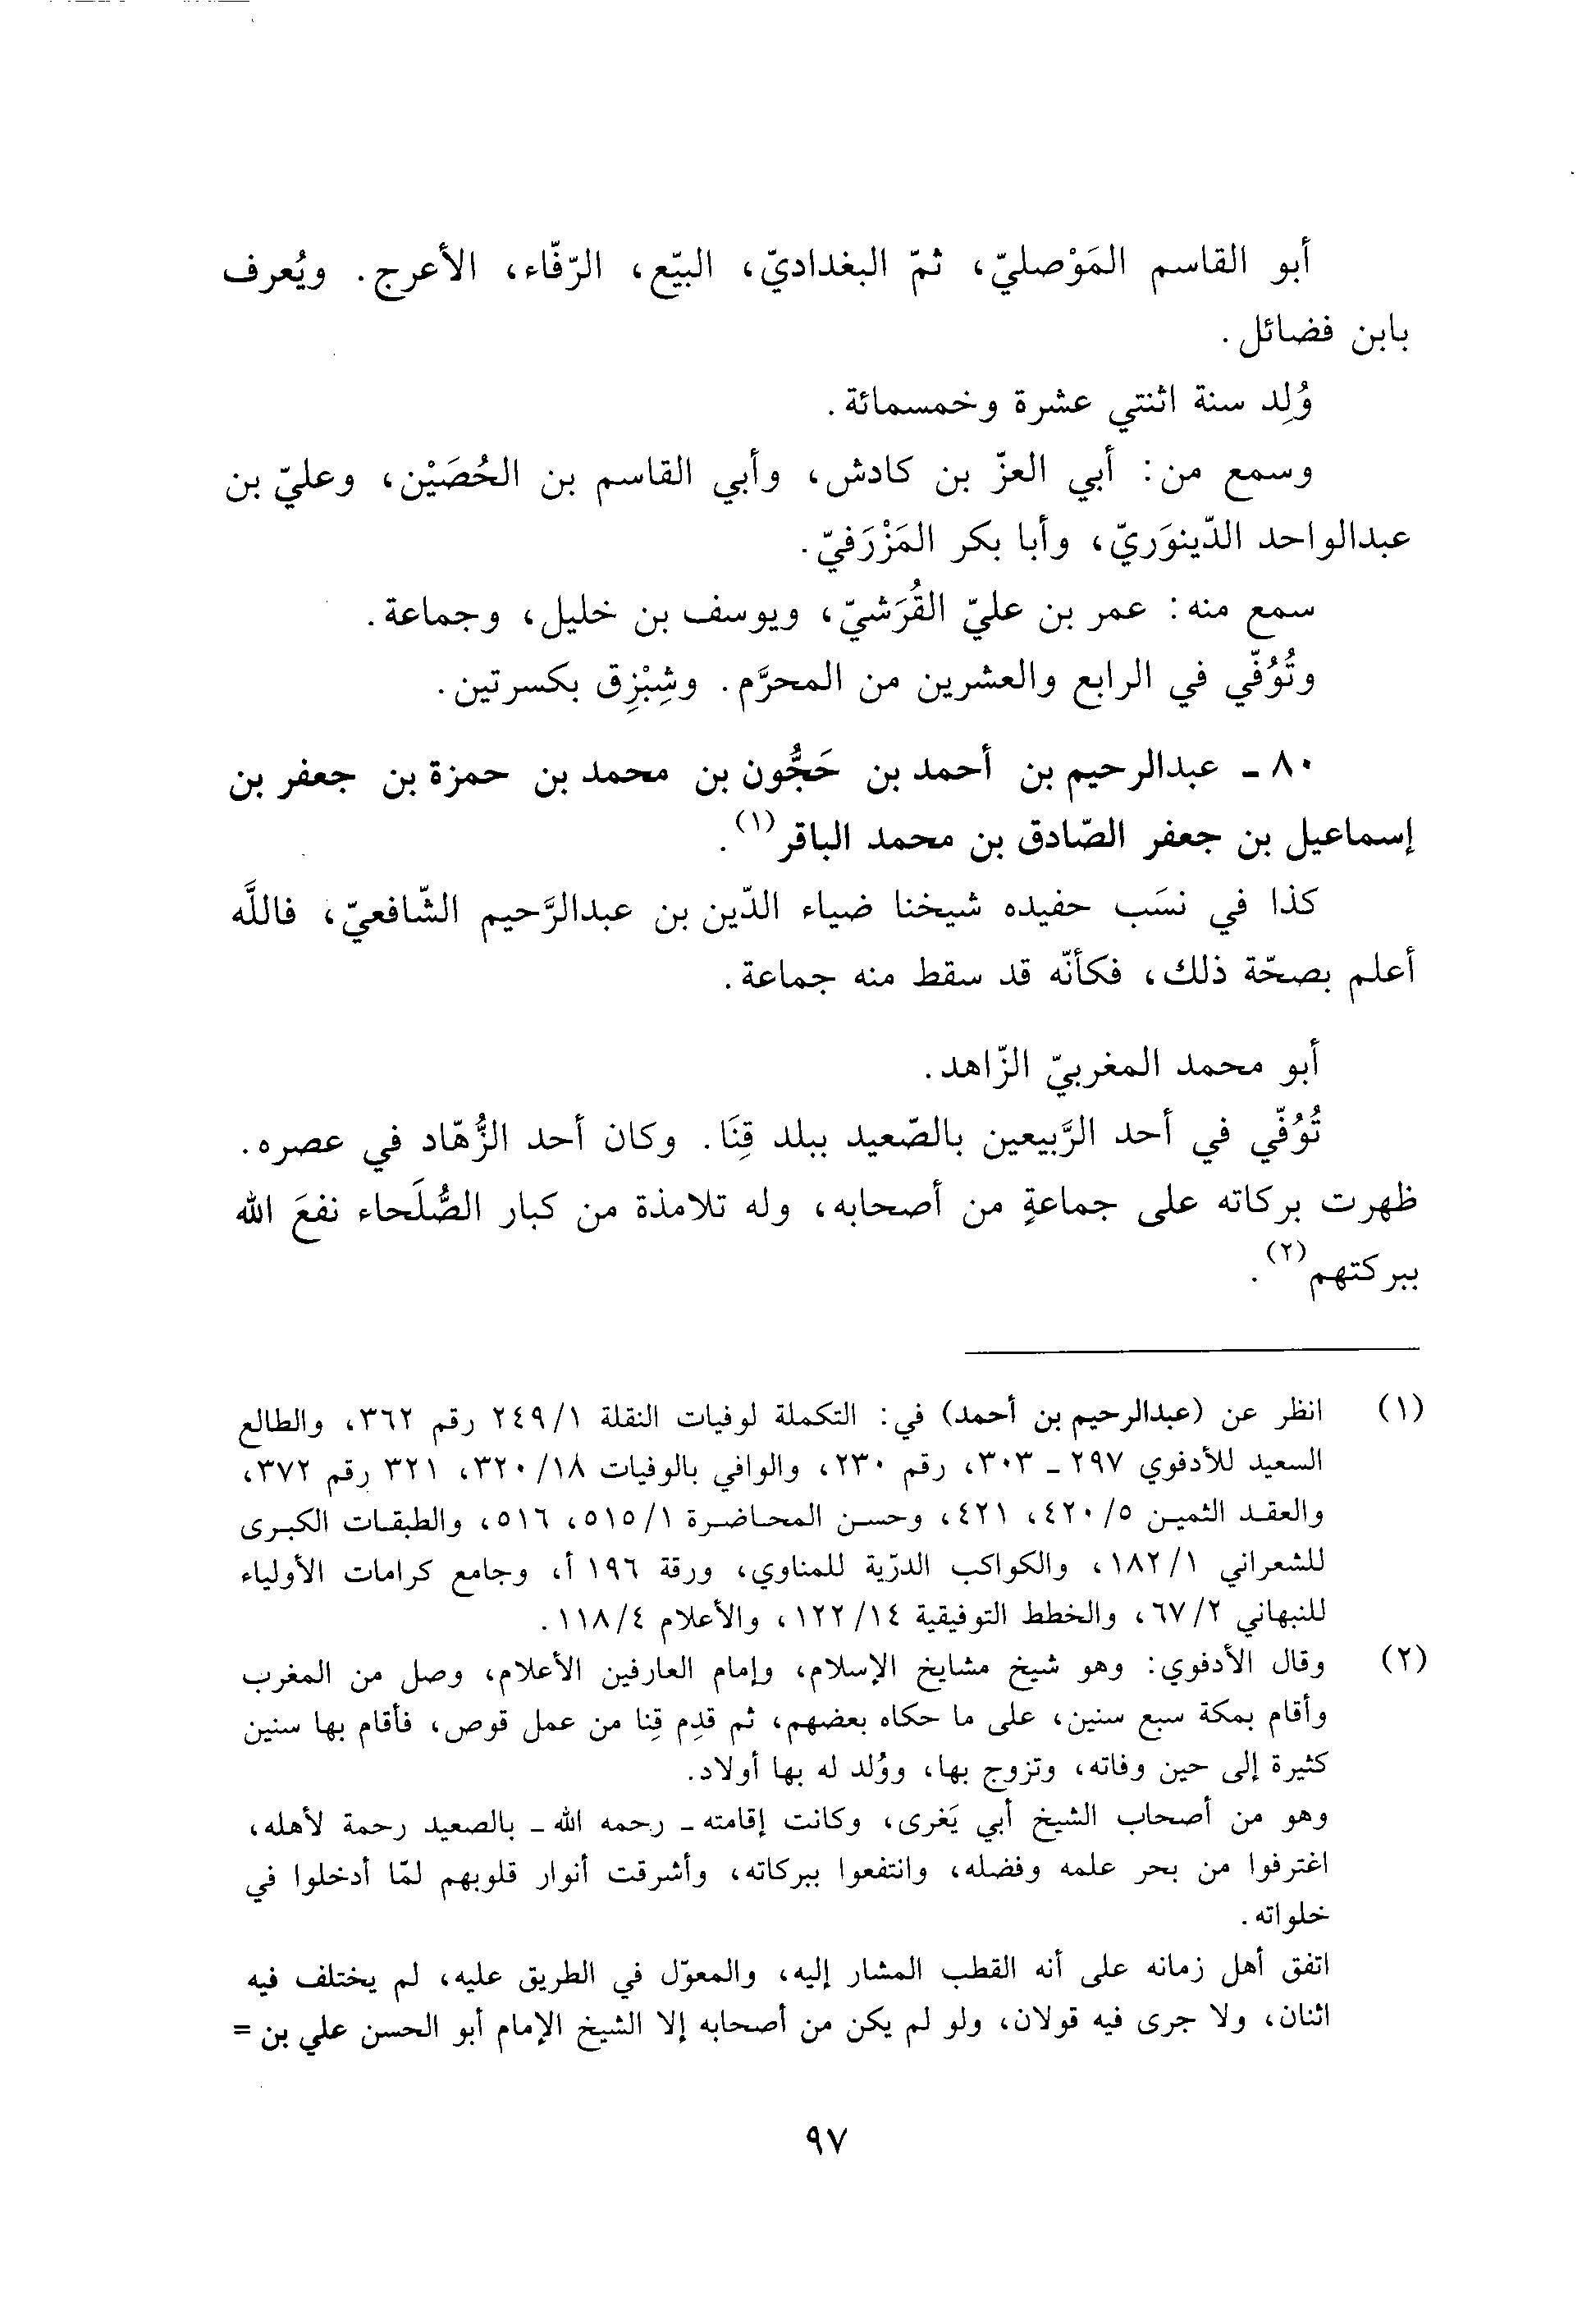 أبو القاسم المَوْصليّ، ثمّ البغداديّ، البيّع، الرّفّاء، الأعرج. ويُعرف
بابن فضائل.
وُلِد سنة اثنتي عشرة وخمسمائة.
وسمع من: أبي العزّ بن كادش، وأبي القاسم بن الحُصَيْن، وعليّ بن
عبدالواحد الدّينوَريّ، وأبا بكر المَزْرَفيّ.
سمع منه: عمر بن عليّ القُرَشيّ، ويوسف بن خليل، وجماعة.
وتُوُفّي في الرابع والعشرين من المحرَّم. وشِبْزِق بكسرتين.
٨٠ ـ عبدالرحيم بن أحمد بن حَجُّون بن محمد بن حمزة بن جعفر بن
إسماعيل بن جعفر الصّادق بن محمد الباقر(١).
كذا في نسَب حفيده شيخنا ضياء الدّين بن عبدالرَّحيم الشّافعيّ، فاللَّه
أعلم بصحّة ذلك، فكأنّه قد سقط منه جماعة.
أبو محمد المغربيّ الزّاهد.
تُوُفّي في أحد الرَّبيعين بالصّعيد ببلد قِنَا. وكان أحد الزُّهّاد في عصره.
ظهرت بركاته على جماعةٍ من أصحابه، وله تلامذة من كبار الصُّلَحاء نفعَ الله
ببركتهم(٢).
(١) انظر عن (عبدالرحيم بن أحمد) في: التكملة لوفيات النقلة ٢٤٩/١ رقم ٣٦٢، والطالع
السعيد للأدفوي ٢٩٧ ـ ٣٠٣، رقم ٢٣٠، والوافي بالوفيات ٣٢٠/١٨، ٣٢١ رقم ٣٧٢،
والعقد الثمين ٤٢٠/٥، ٤٢١، وحسن المحاضرة ٥١٥/١، ٥١٦، والطبقات الكبرى
للشعراني ١٨٢/١، والكواكب الدرّية للمناوي، ورقة ١٩٦ أ، وجامع كرامات الأولياء
للنبهاني ٦٧/٢، والخطط التوفيقية ١٢٢/١٤، والأعلام ١١٨/٤.
(٢) وقال الأدفوي: وهو شيخ مشايخ الإسلام، وإمام العارفين الأعلام، وصل من المغرب
وأقام بمكة سبع سنين، على ما حكاه بعضهم، ثم قدِم قِنا من عمل قوص، فأقام بها سنين
كثيرة إلى حين وفاته، وتزوج بها، ووُلد له بها أولاد.
وهو من أصحاب الشيخ أبي يَغرى، وكانت إقامته ـ رحمه الله ـ بالصعيد رحمة لأهله،
اغترفوا من بحر علمه وفضله، وانتفعوا ببركاته، وأشرقت أنوار قلوبهم لمّا أدخلوا في
خلواته.
اتفق أهل زمانه على أنه القطب المشار إليه، والمعوّل في الطريق عليه، لم يختلف فيه
اثنان، ولا جرى فيه قولان، ولو لم يكن من أصحابه إلا الشيخ الإمام أبو الحسن علي بن =
٩٧